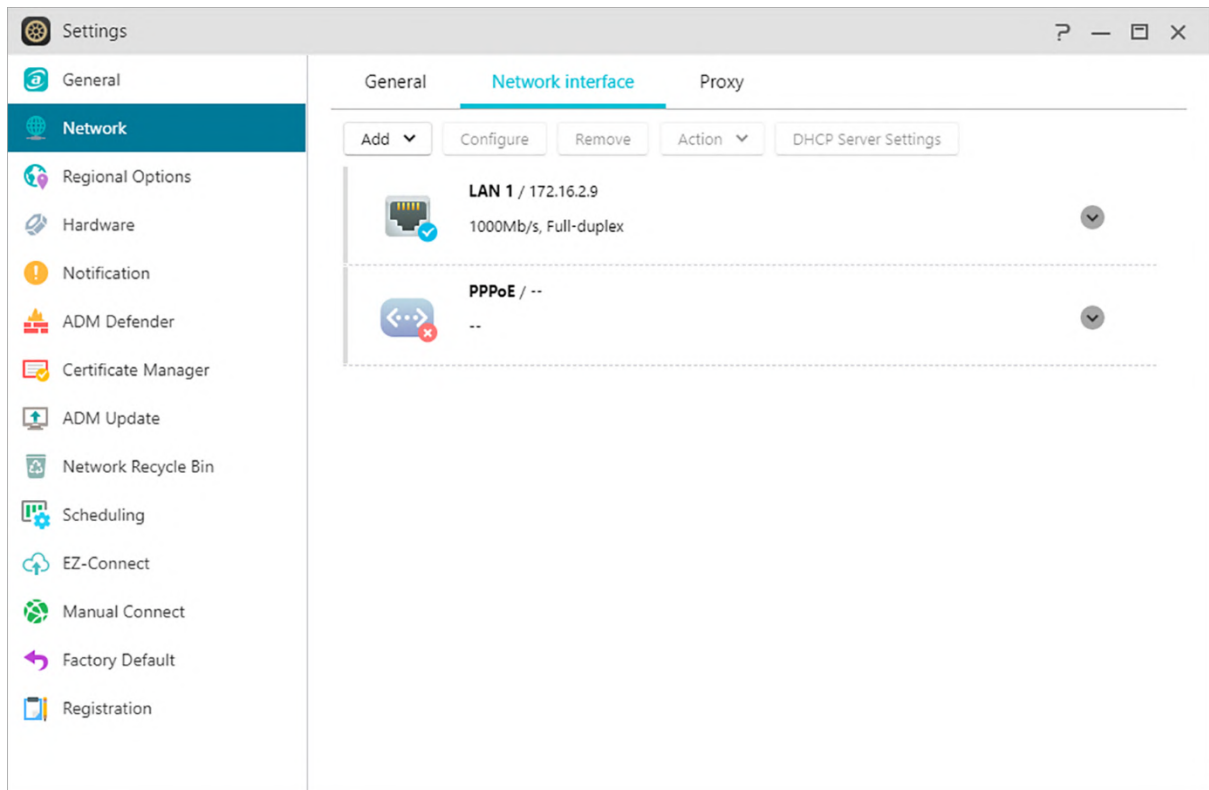 Settings
General
Network
Regional Options
Hardware
Notification
ADM Defender
Certificate Manager
ADM Update
Network Recycle Bin
Scheduling
EZ-Connect
Manual Connect
Factory Default
Registration
General Network interface Proxy
Add Configure Remove Action DHCP Server Settings
LAN 1 / 172.16.2.9
1000Mb/s, Full-duplex
PPPoE / --
--